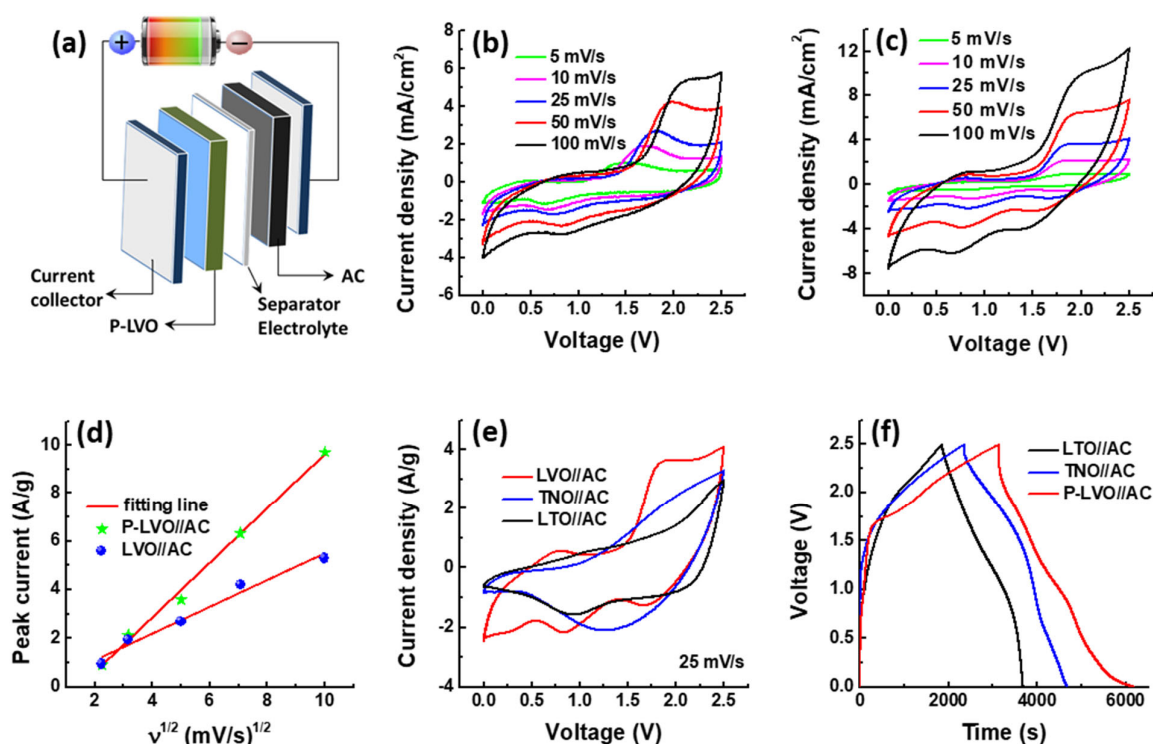 (a)
+
−
Current
collector
P-LVO
Separator
Electrolyte
AC
(b)
5 mV/s
10 mV/s
25 mV/s
50 mV/s
100 mV/s
Current density (mA/cm²)
6
4
2
0
-2
-4
-6
0.0 0.5 1.0 1.5 2.0 2.5
Voltage (V)
(c)
5 mV/s
10 mV/s
25 mV/s
50 mV/s
100 mV/s
Current density (mA/cm²)
12
8
4
0
-4
-8
0.0 0.5 1.0 1.5 2.0 2.5
Voltage (V)
(d)
fitting line
P-LVO//AC
LVO//AC
Peak current (A/g)
10
8
6
4
2
0
2 4 6 8 10
ν^1/2 (mV/s)^1/2
(e)
LVO//AC
TNO//AC
LTO//AC
25 mV/s
Current density (A/g)
4
2
0
-2
-4
0.0 0.5 1.0 1.5 2.0 2.5
Voltage (V)
(f)
LTO//AC
TNO//AC
P-LVO//AC
Voltage (V)
2.5
2.0
1.5
1.0
0.5
0.0
0 2000 4000 6000
Time (s)